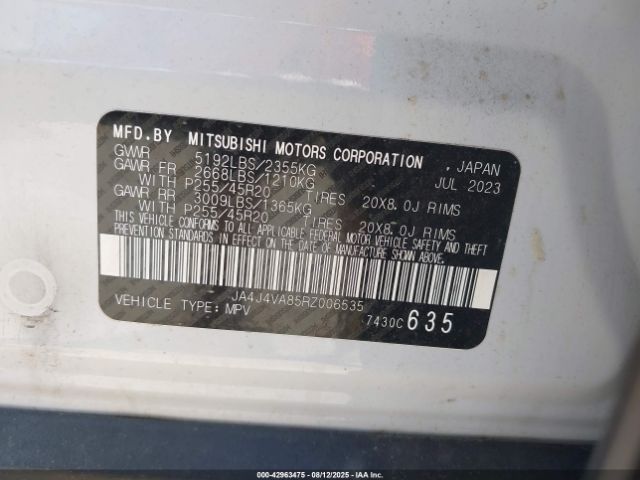 MFD.BY MITSUBISHI MOTORS CORPORATION , JAPAN
GVWR 5192LBS/2355KG JUL 2023
GAWR FR 2668LBS/1210KG
WITH P255/45R20 TIRES 20X8.0J RIMS
GAWR RR 3009LBS/1365KG
WITH P255/45R20 TIRES 20X8.0J RIMS
THIS VEHICLE CONFORMS TO ALL APPLICABLE FEDERAL MOTOR VEHICLE SAFETY AND THEFT
PREVENTION STANDARDS IN EFFECT ON THE DATE OF MANUFACTURE SHOWN ABOVE.
JA4J4VA85RZ006535
VEHICLE TYPE: MPV
7430C 635
000-42963475 - 08/12/2025 - IAAC